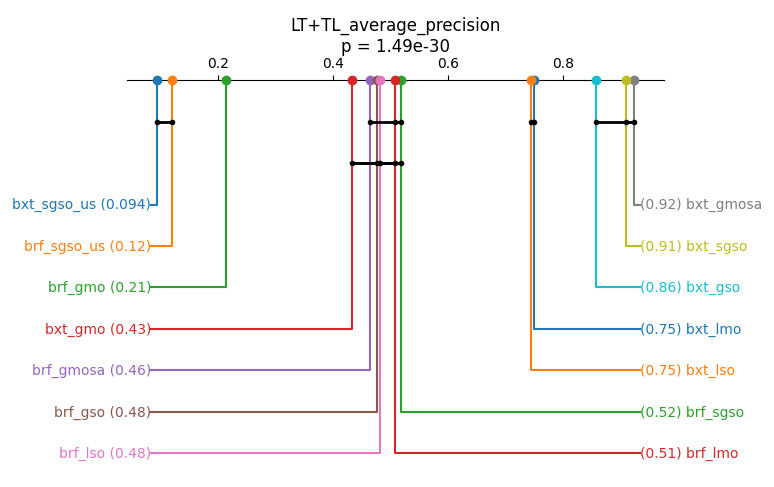 LT+TL_average_precision
p = 1.49e-30
0.2 0.4 0.6 0.8
bxt_sgso_us (0.094) (0.92) bxt_gmosa
brf_sgso_us (0.12) (0.91) bxt_sgso
brf_gmo (0.21) (0.86) bxt_gso
bxt_gmo (0.43) (0.75) bxt_lmo
brf_gmosa (0.46) (0.75) bxt_lso
brf_gso (0.48) (0.52) brf_sgso
brf_lso (0.48) (0.51) brf_lmo